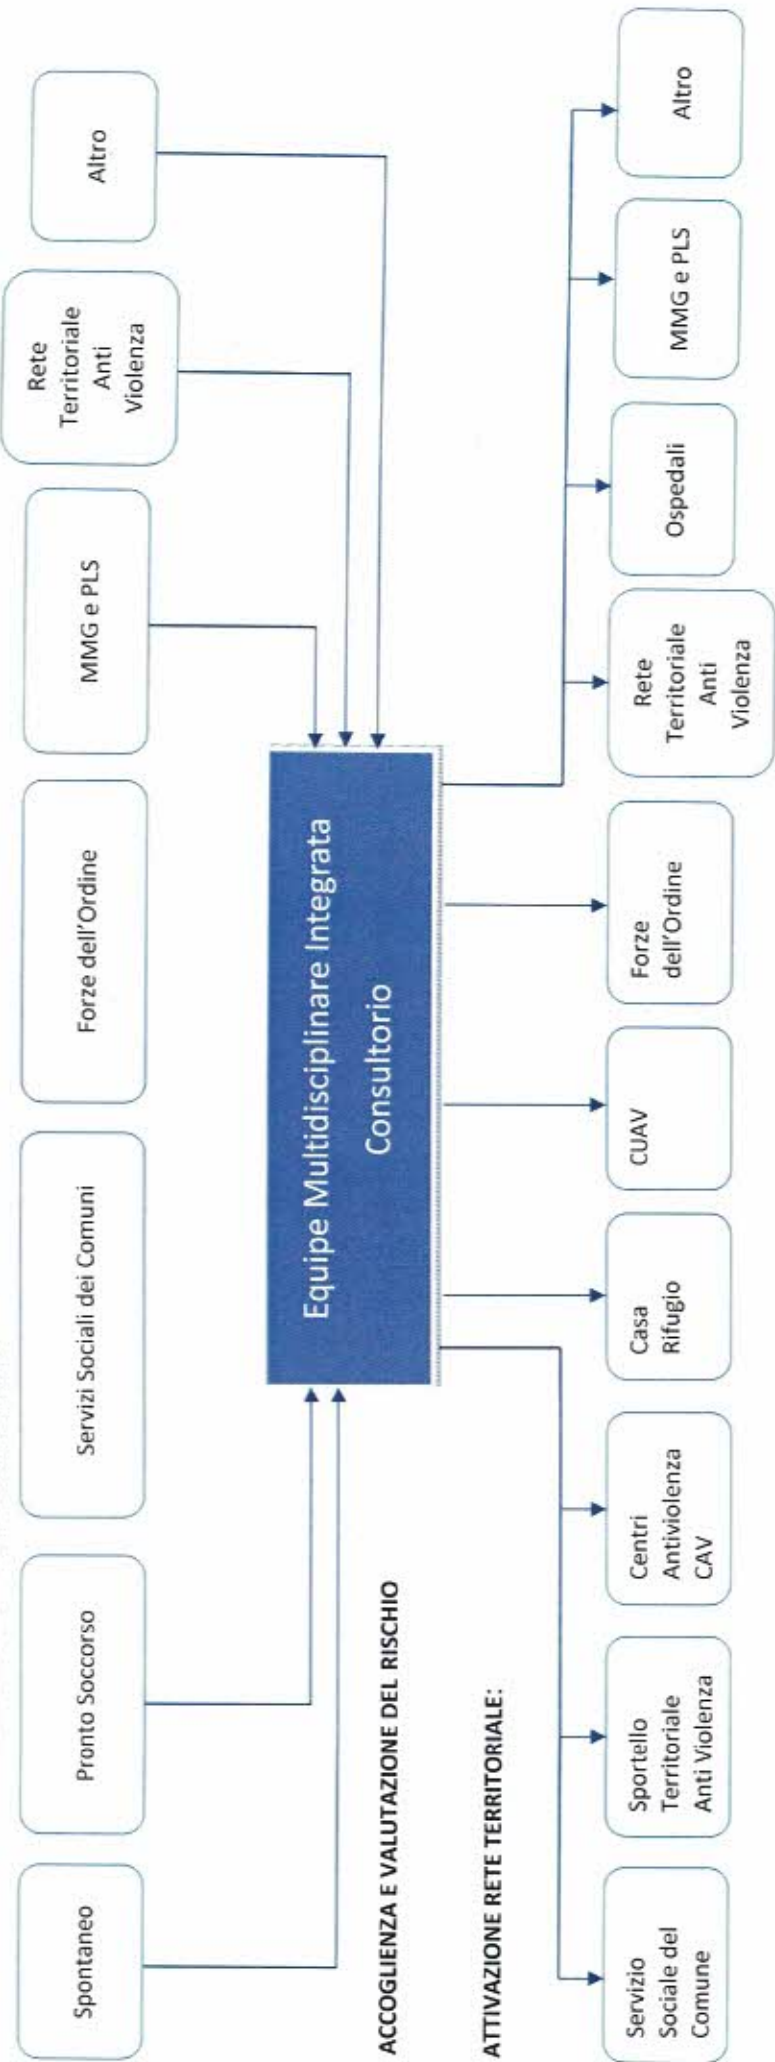 Spontaneo
Pronto Soccorso
Servizi Sociali dei Comuni
Forze dell'Ordine
MMG e PLS
Rete
Territoriale
Anti
Violenza
Altro
Equipe Multidisciplinare Integrata
Consultorio
ACCOGLIENZA E VALUTAZIONE DEL RISCHIO
ATTIVAZIONE RETE TERRITORIALE:
Servizio
Sociale del
Comune
Sportello
Territoriale
Anti Violenza
Centri
Antiviolenza
CAV
Casa
Rifugio
CUAV
Forze
dell'Ordine
Rete
Territoriale
Anti
Violenza
Ospedali
MMG e PLS
Altro